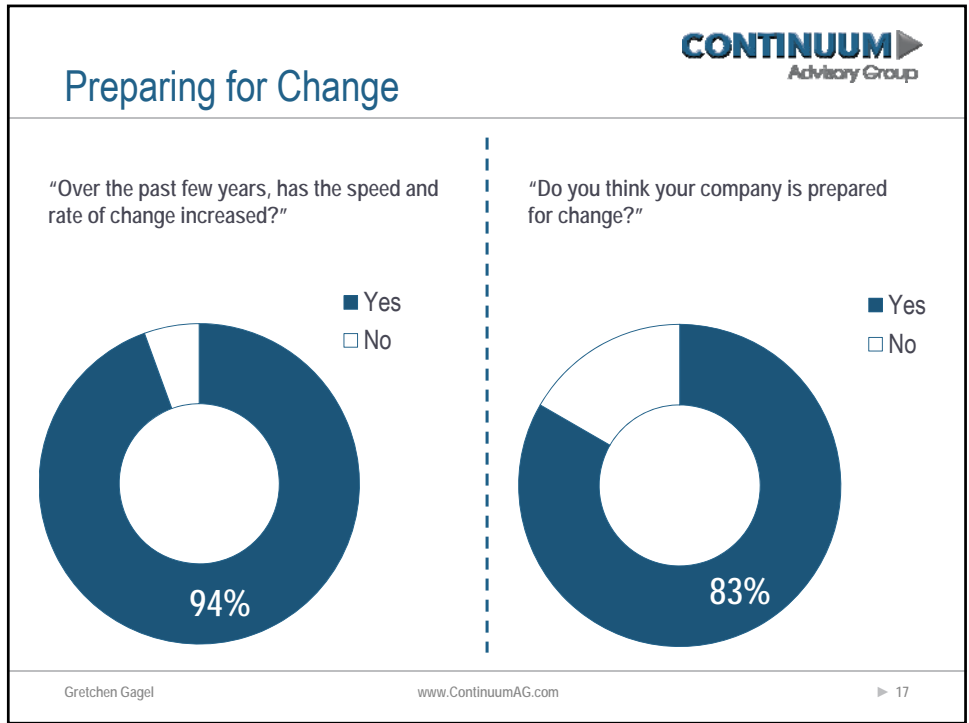 CONTINUUM
Advisory Group
Preparing for Change
“Over the past few years, has the speed and
rate of change increased?”
Yes
No
94%
“Do you think your company is prepared
for change?”
Yes
No
83%
Gretchen Gagel
www.ContinuumAG.com
17